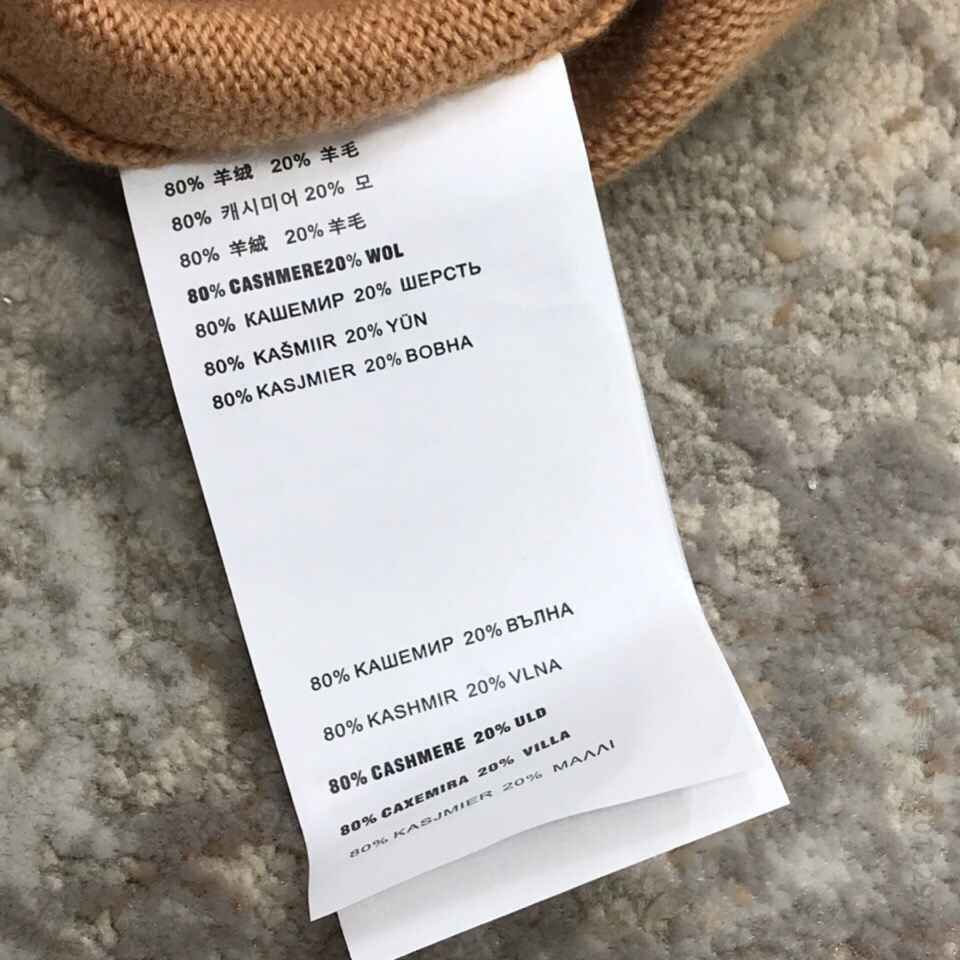 80% 羊绒 20% 羊毛
80% 캐시미어 20% 모
80% 羊絨 20% 羊毛
80% CASHMERE20% WOL
80% КАШЕМИР 20% ШЕРСТЬ
80% KAŠMIIR 20% YÜN
80% KASJMIER 20% BOBHA
80% КАШЕМИР 20% ВЪЛНА
80% KASHMIR 20% VLNA
80% CASHMERE 20% ULD
80% CAXEMIRA 20% VILLA
80% KASJMIER 20% ΜΑΛΛΙ